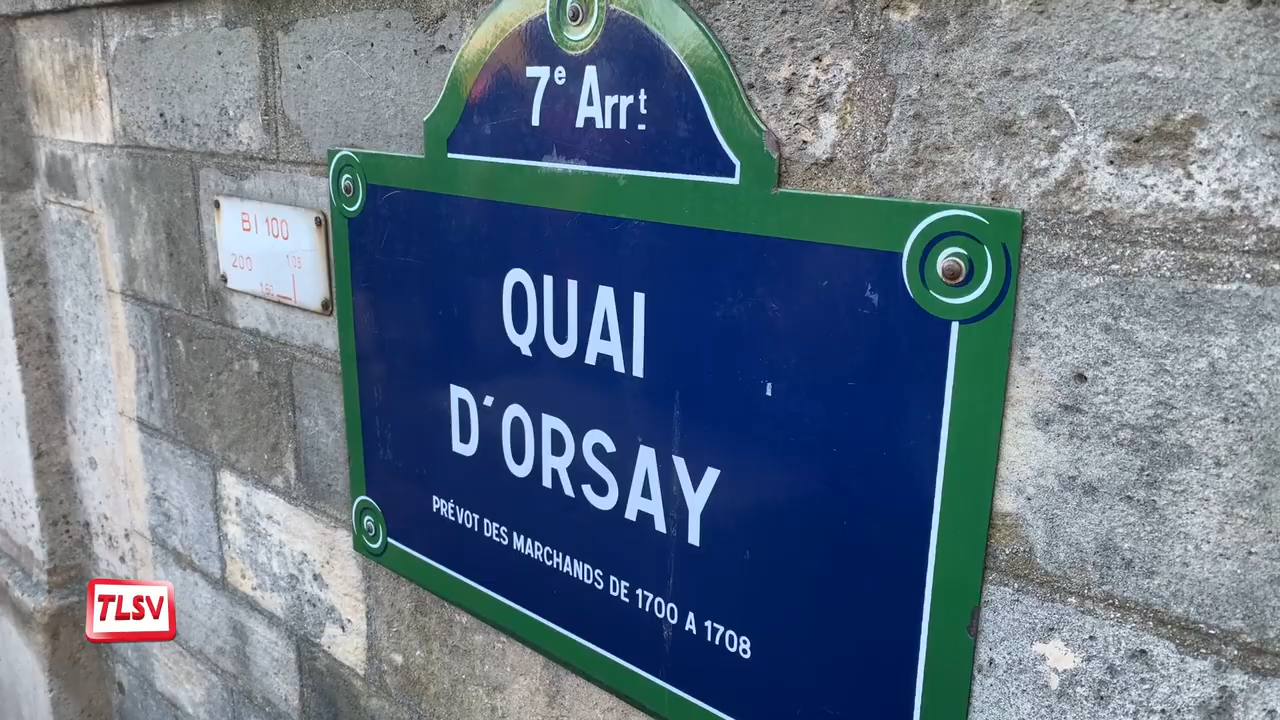 7e Arrt
QUAI
D'ORSAY
PRÉVOT DES MARCHANDS DE 1700 A 1708
BI 100
200
TLSV